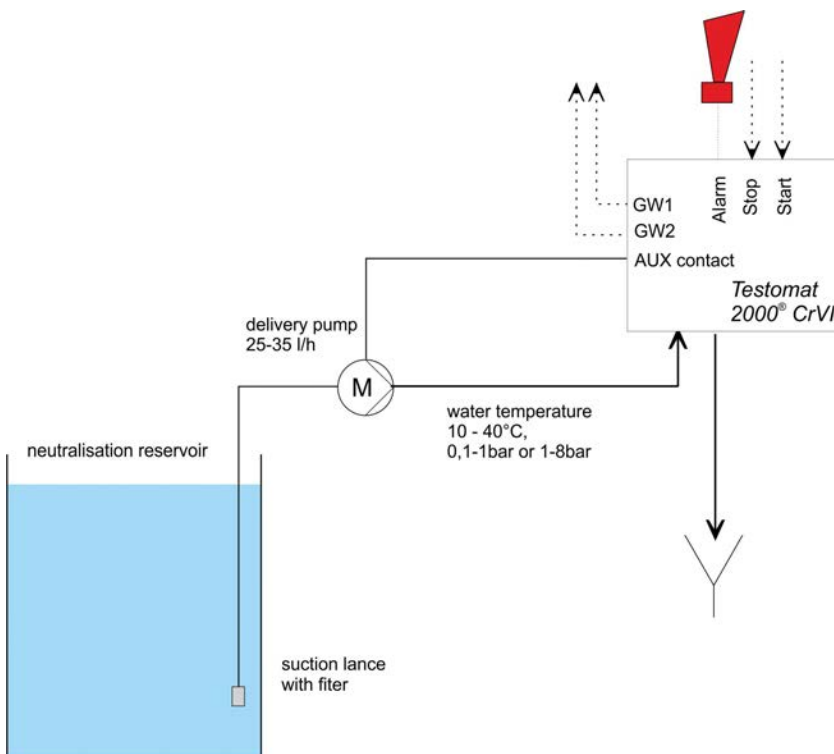 Alarm
Stop
Start
GW1
GW2
AUX contact
Testomat
2000® CrVI
delivery pump
25-35 l/h
M
water temperature
10 - 40°C,
0,1-1bar or 1-8bar
neutralisation reservoir
suction lance
with fiter